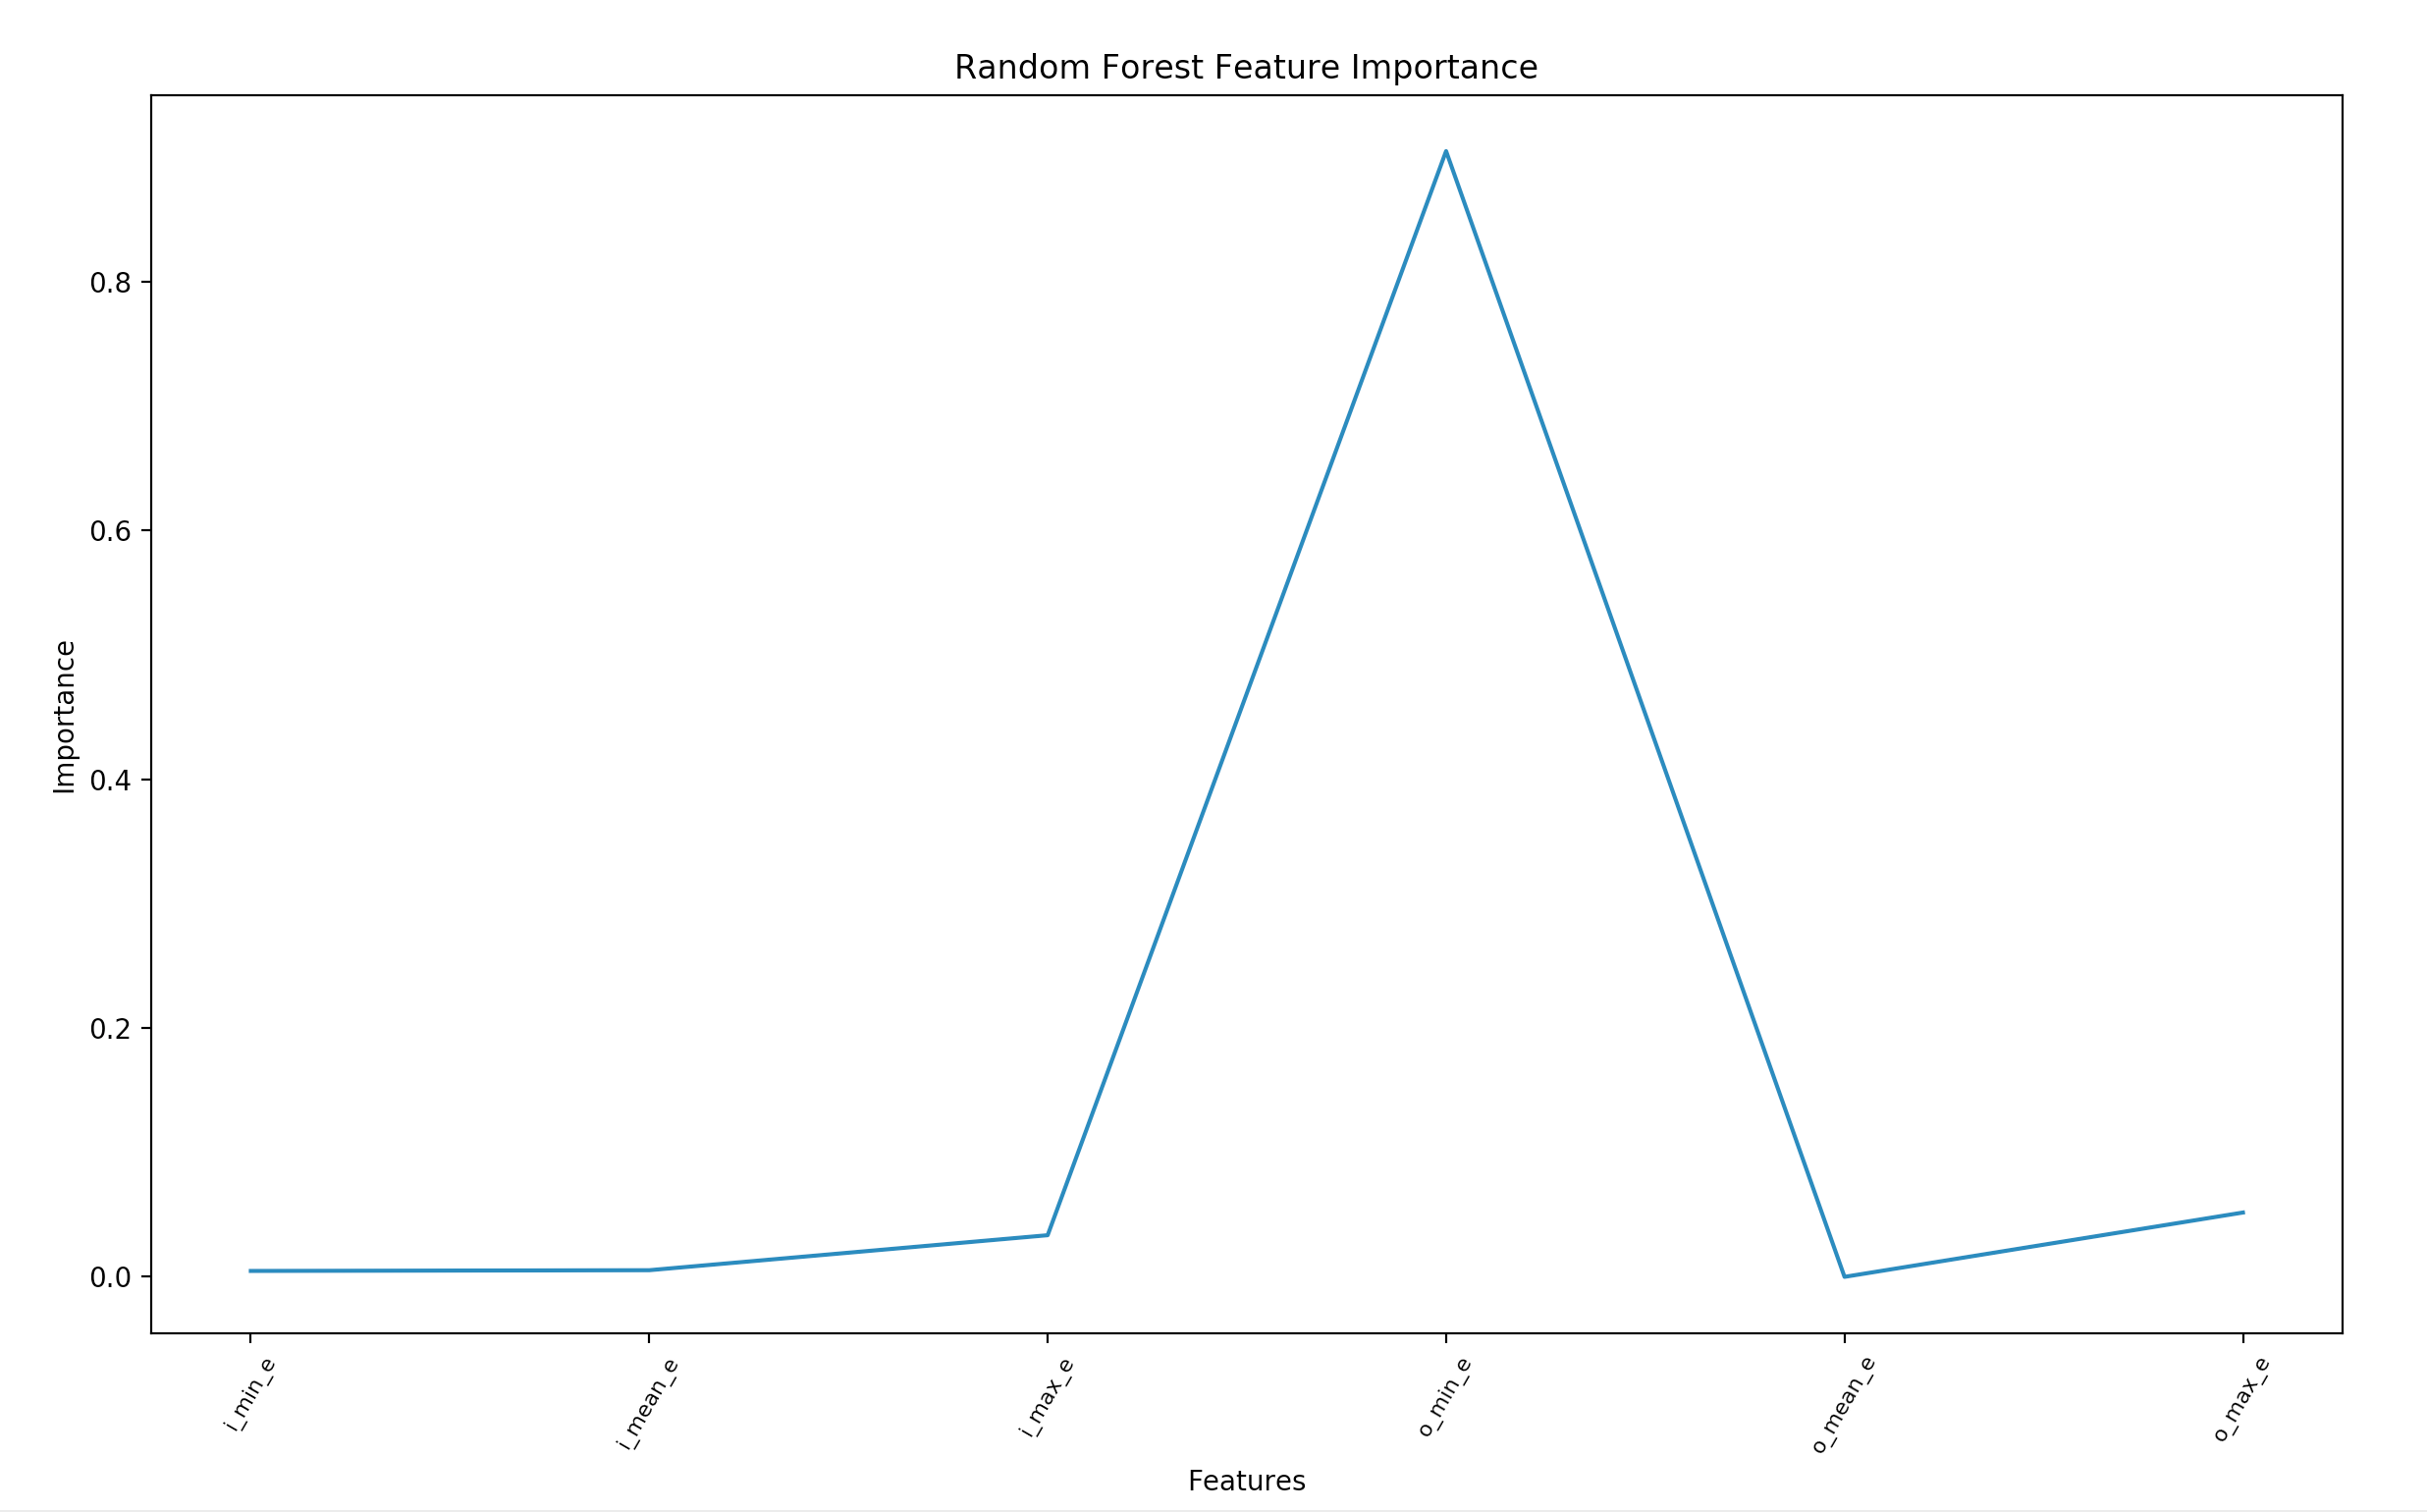 Random Forest Feature Importance
Importance
0.8
0.6
0.4
0.2
0.0
i_min_e
i_mean_e
i_max_e
o_min_e
o_mean_e
o_max_e
Features